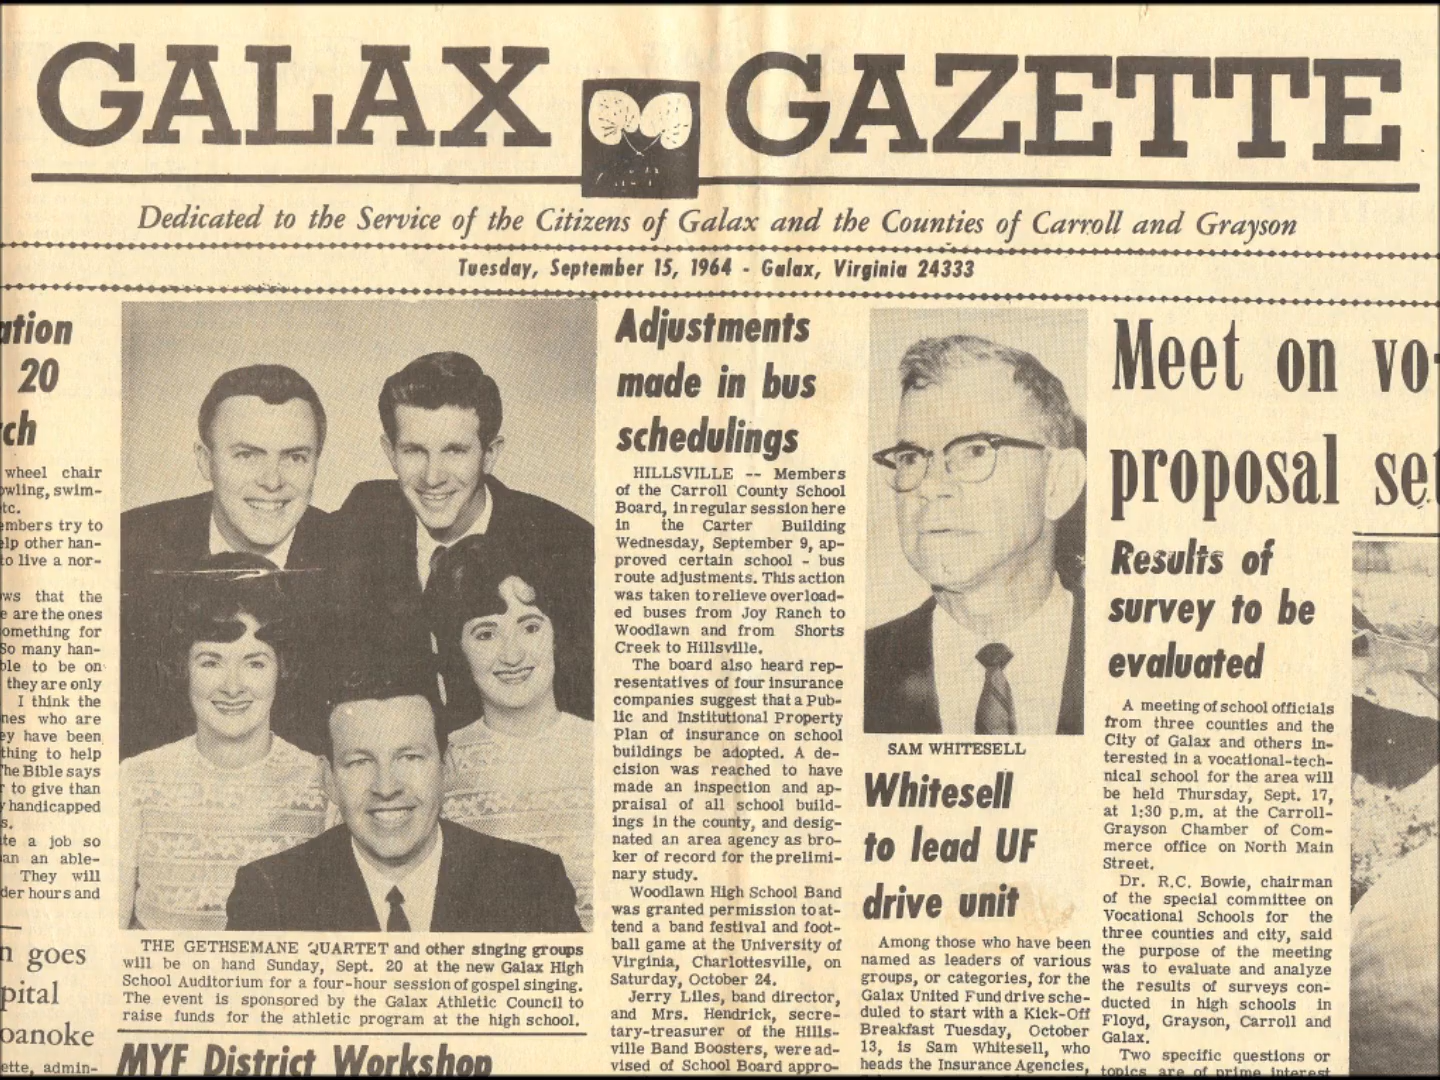 GALAX GAZETTE
Dedicated to the Service of the Citizens of Galax and the Counties of Carroll and Grayson
Tuesday, September 15, 1964 - Galax, Virginia 24333
20
wheel chair
swim-
etc.
try to
other han-
to live a nor-
that the
are the ones
for
So many han-
to be on
they are only
I think the
who are
have been
to help
The Bible says
to give than
handicapped
a job so
an able-
They will
hours and
goes
THE GETHSEMANE QUARTET and other singing groups
will be on hand Sunday, Sept. 20 at the new Galax High
School Auditorium for a four-hour session of gospel singing.
The event is sponsored by the Galax Athletic Council to
raise funds for the athletic program at the high school.
MYF District Workshop
Adjustments
made in bus
schedulings
HILLSVILLE -- Members
of the Carroll County School
Board, in regular session here
in the Carter Building
Wednesday, September 9, ap-
proved certain school - bus
route adjustments. This action
was taken to relieve overload-
ed buses from Joy Ranch to
Woodlawn and from Shorts
Creek to Hillsville.
The board also heard rep-
resentatives of four insurance
companies suggest that a Pub-
lic and Institutional Property
Plan of insurance on school
buildings be adopted. A de-
cision was reached to have
made an inspection and ap-
praisal of all school build-
ings in the county, and desig-
nated an area agency as bro-
ker of record for the prelimi-
nary study.
Woodlawn High School Band
was granted permission to at-
tend a band festival and foot-
ball game at the University of
Virginia, Charlottesville, on
Saturday, October 24.
Jerry Liles, band director,
and Mrs. Hendrick, secre-
tary-treasurer of the Hills-
ville Band Boosters, were ad-
vised of School Board appro-
SAM WHITESELL
Whitesell
to lead UF
drive unit
Among those who have been
named as leaders of various
groups, or categories, for the
Galax United Fund drive sche-
duled to start with a Kick-Off
Breakfast Tuesday, October
13, is Sam Whitesell, who
heads the Insurance Agencies,
Meet on
proposal
Results of
survey to be
evaluated
A meeting of school officials
from three counties and the
City of Galax and others in-
terested in a vocational-tech-
nical school for the area will
be held Thursday, Sept. 17,
at 1:30 p.m. at the Carroll-
Grayson Chamber of Com-
merce office on North Main
Street.
Dr. R.C. Bowie, chairman
of the special committee on
Vocational Schools for the
three counties and city, said
the purpose of the meeting
was to evaluate and analyze
the results of surveys con-
ducted in high schools in
Floyd, Grayson, Carroll and
Galax.
Two specific questions or
topics are of prime interest